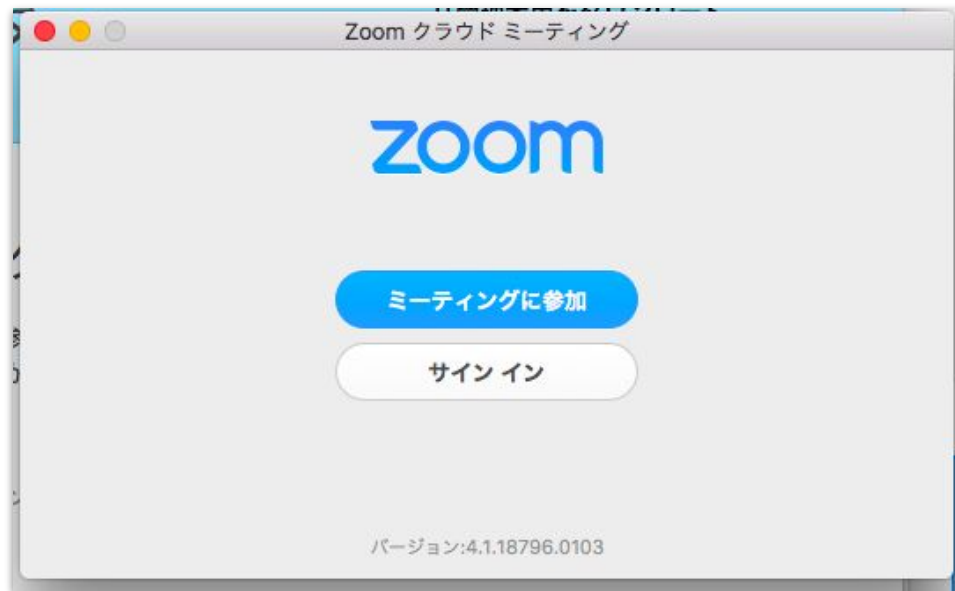 Zoom クラウド ミーティング
zoom
ミーティングに参加
サイン イン
バージョン:4.1.18796.0103